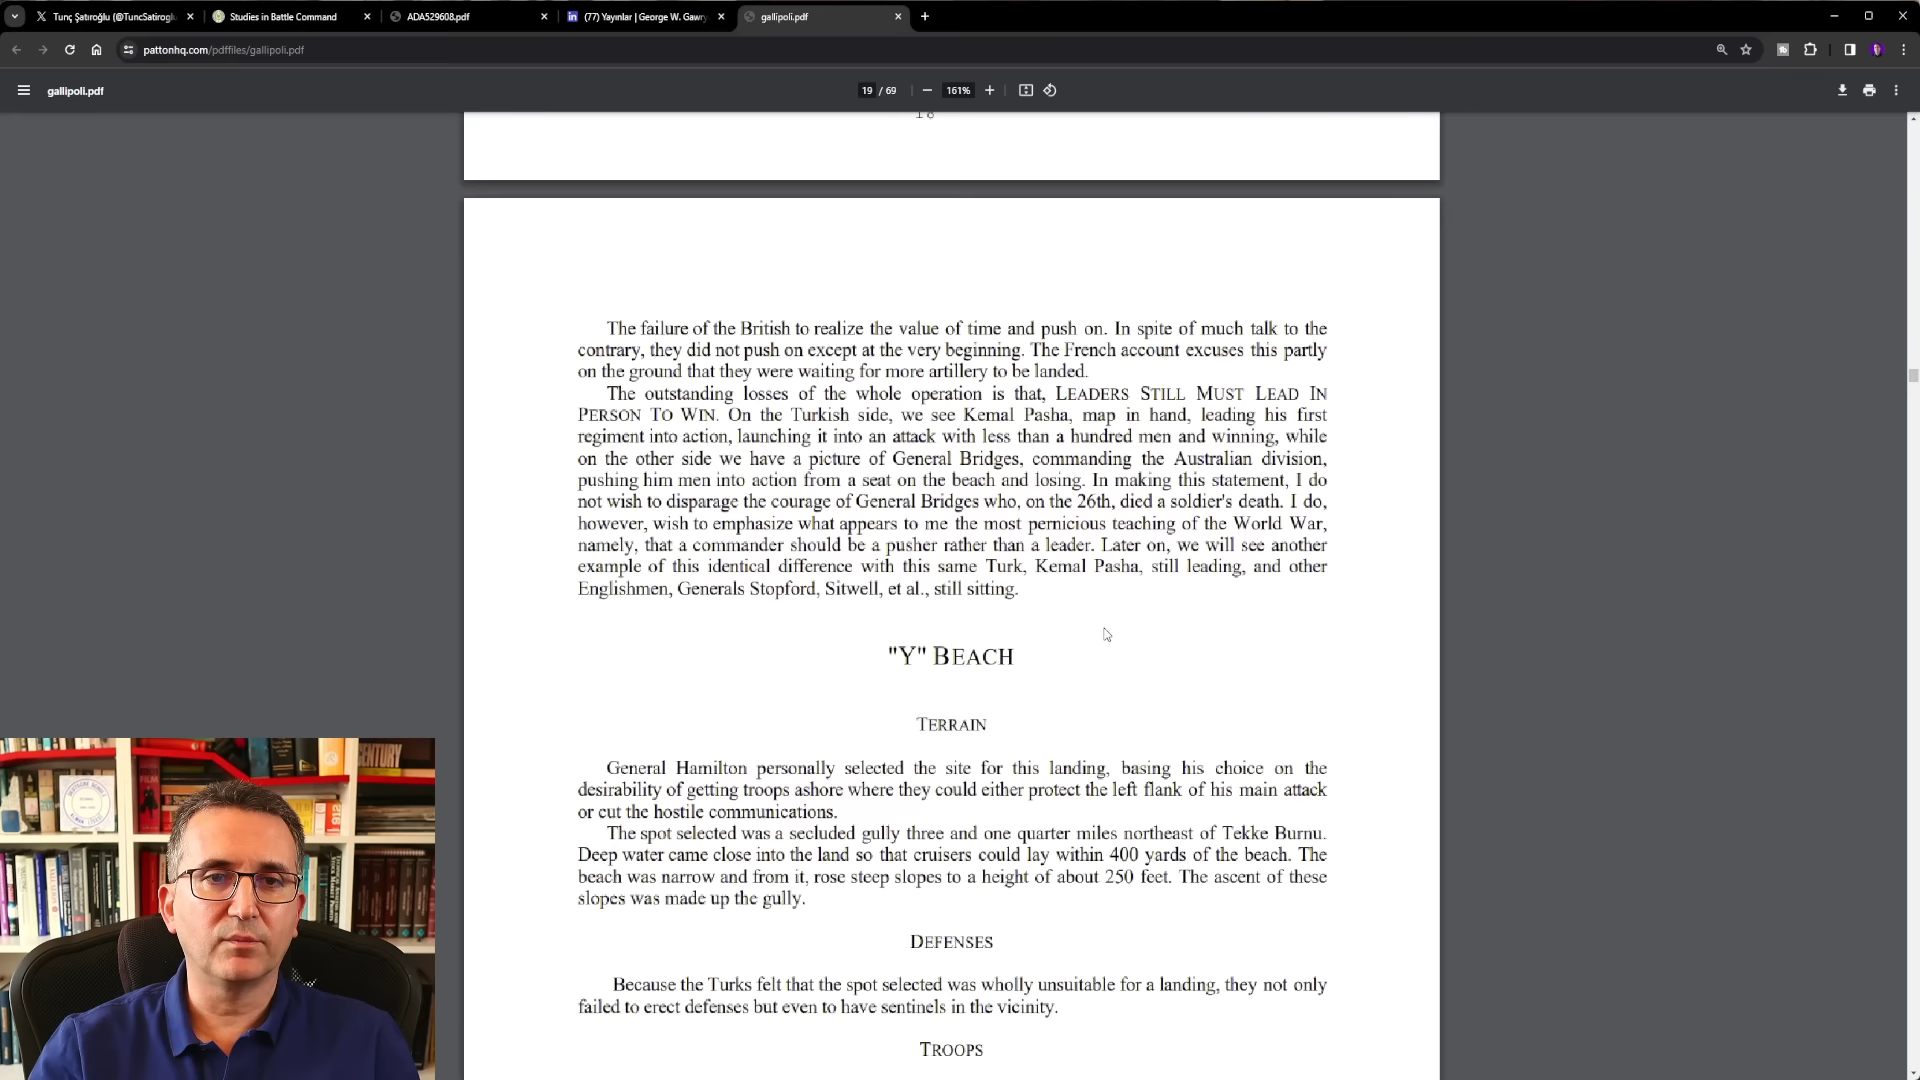 Tunç Şatıroğlu (@TuncSatiroglu
Studies in Battle Command
ADA529608.pdf
(77) Yayınlar | George W. Gawry
gallipoli.pdf
pattonhq.com/pdffiles/gallipoli.pdf
gallipoli.pdf
19 / 69
161%
18
The failure of the British to realize the value of time and push on. In spite of much talk to the
contrary, they did not push on except at the very beginning. The French account excuses this partly
on the ground that they were waiting for more artillery to be landed.
The outstanding losses of the whole operation is that, LEADERS STILL MUST LEAD IN
PERSON TO WIN. On the Turkish side, we see Kemal Pasha, map in hand, leading his first
regiment into action, launching it into an attack with less than a hundred men and winning, while
on the other side we have a picture of General Bridges, commanding the Australian division,
pushing him men into action from a seat on the beach and losing. In making this statement, I do
not wish to disparage the courage of General Bridges who, on the 26th, died a soldier's death. I do,
however, wish to emphasize what appears to me the most pernicious teaching of the World War,
namely, that a commander should be a pusher rather than a leader. Later on, we will see another
example of this identical difference with this same Turk, Kemal Pasha, still leading, and other
Englishmen, Generals Stopford, Sitwell, et al., still sitting.
"Y" BEACH
TERRAIN
General Hamilton personally selected the site for this landing, basing his choice on the
desirability of getting troops ashore where they could either protect the left flank of his main attack
or cut the hostile communications.
The spot selected was a secluded gully three and one quarter miles northeast of Tekke Burnu.
Deep water came close into the land so that cruisers could lay within 400 yards of the beach. The
beach was narrow and from it, rose steep slopes to a height of about 250 feet. The ascent of these
slopes was made up the gully.
DEFENSES
Because the Turks felt that the spot selected was wholly unsuitable for a landing, they not only
failed to erect defenses but even to have sentinels in the vicinity.
TROOPS
CENTURY
FILM